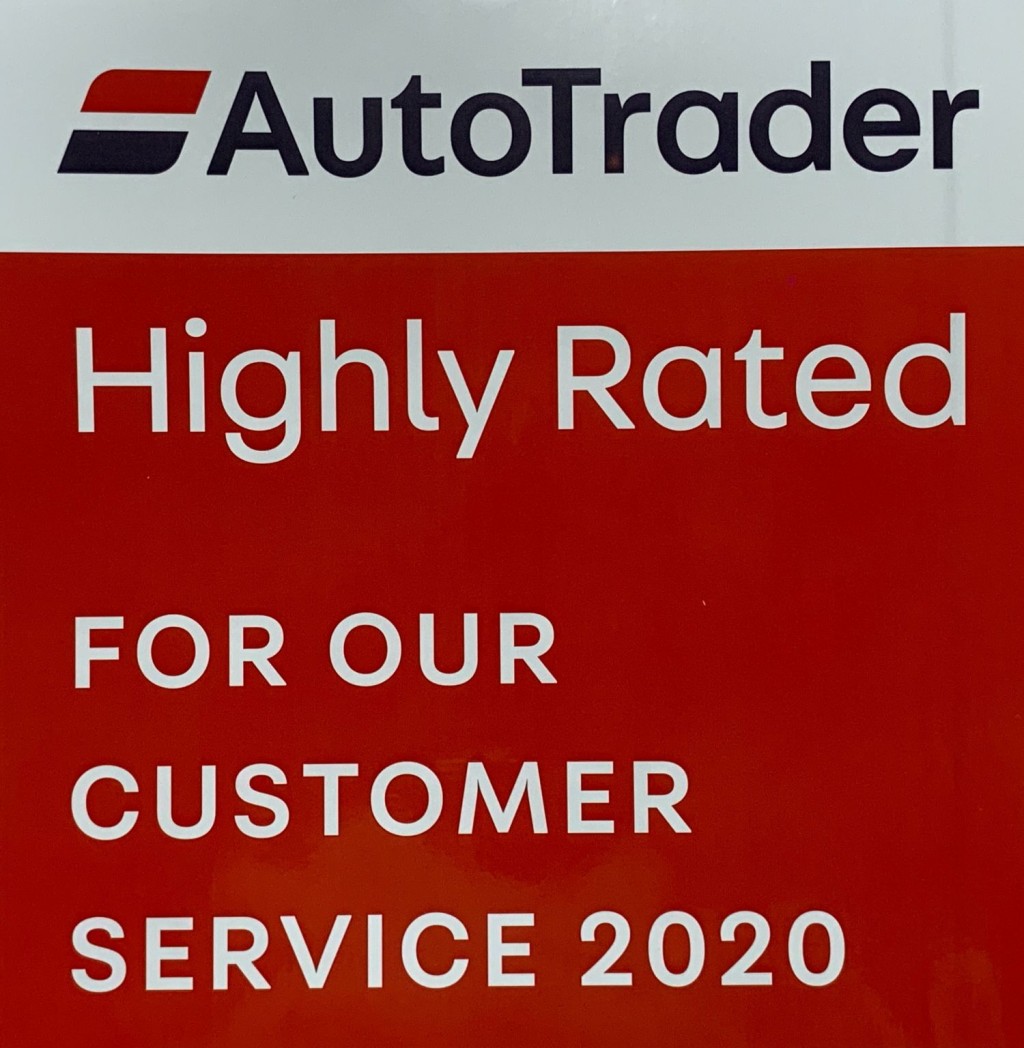 AutoTrader
Highly Rated
FOR OUR
CUSTOMER
SERVICE 2020